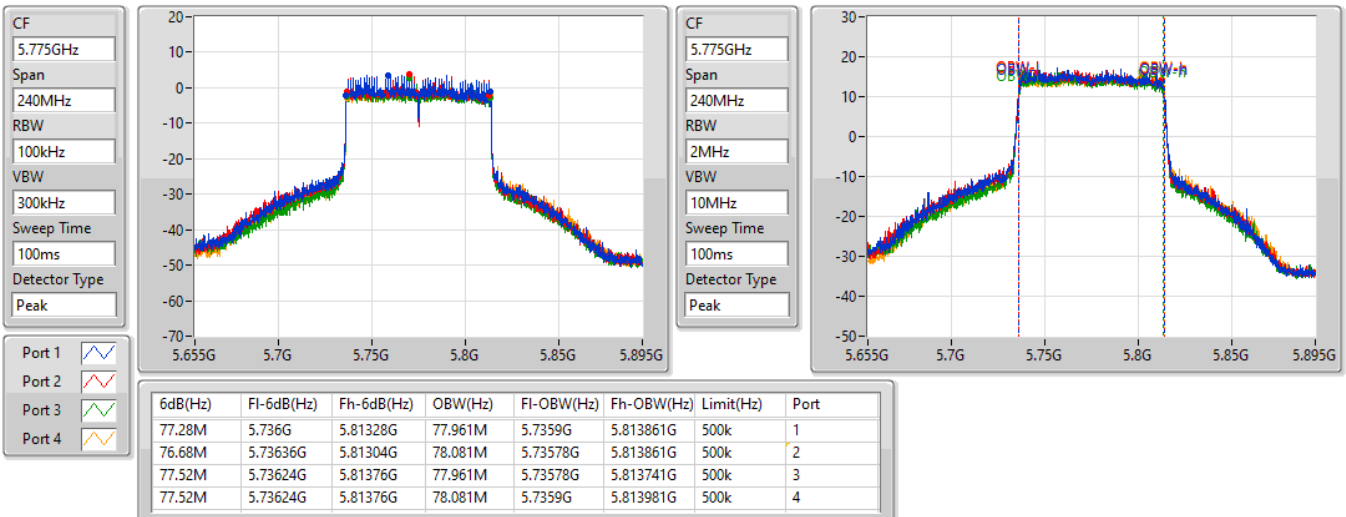 CF
5.775GHz
Span
240MHz
RBW
100kHz
VBW
300kHz
Sweep Time
100ms
Detector Type
Peak
20
10
0
-10
-20
-30
-40
-50
-60
-70
5.655G 5.7G 5.75G 5.8G 5.85G 5.895G
CF
5.775GHz
Span
240MHz
RBW
2MHz
VBW
10MHz
Sweep Time
100ms
Detector Type
Peak
30
20
10
0
-10
-20
-30
-40
-50
OBW-l OBW-h
5.655G 5.7G 5.75G 5.8G 5.85G 5.895G
Port 1
Port 2
Port 3
Port 4
6dB(Hz) Fl-6dB(Hz) Fh-6dB(Hz) OBW(Hz) Fl-OBW(Hz) Fh-OBW(Hz) Limit(Hz) Port
77.28M 5.736G 5.81328G 77.961M 5.7359G 5.813861G 500k 1
76.68M 5.73636G 5.81304G 78.081M 5.73578G 5.813861G 500k 2
77.52M 5.73624G 5.81376G 77.961M 5.73578G 5.813741G 500k 3
77.52M 5.73624G 5.81376G 78.081M 5.7359G 5.813981G 500k 4